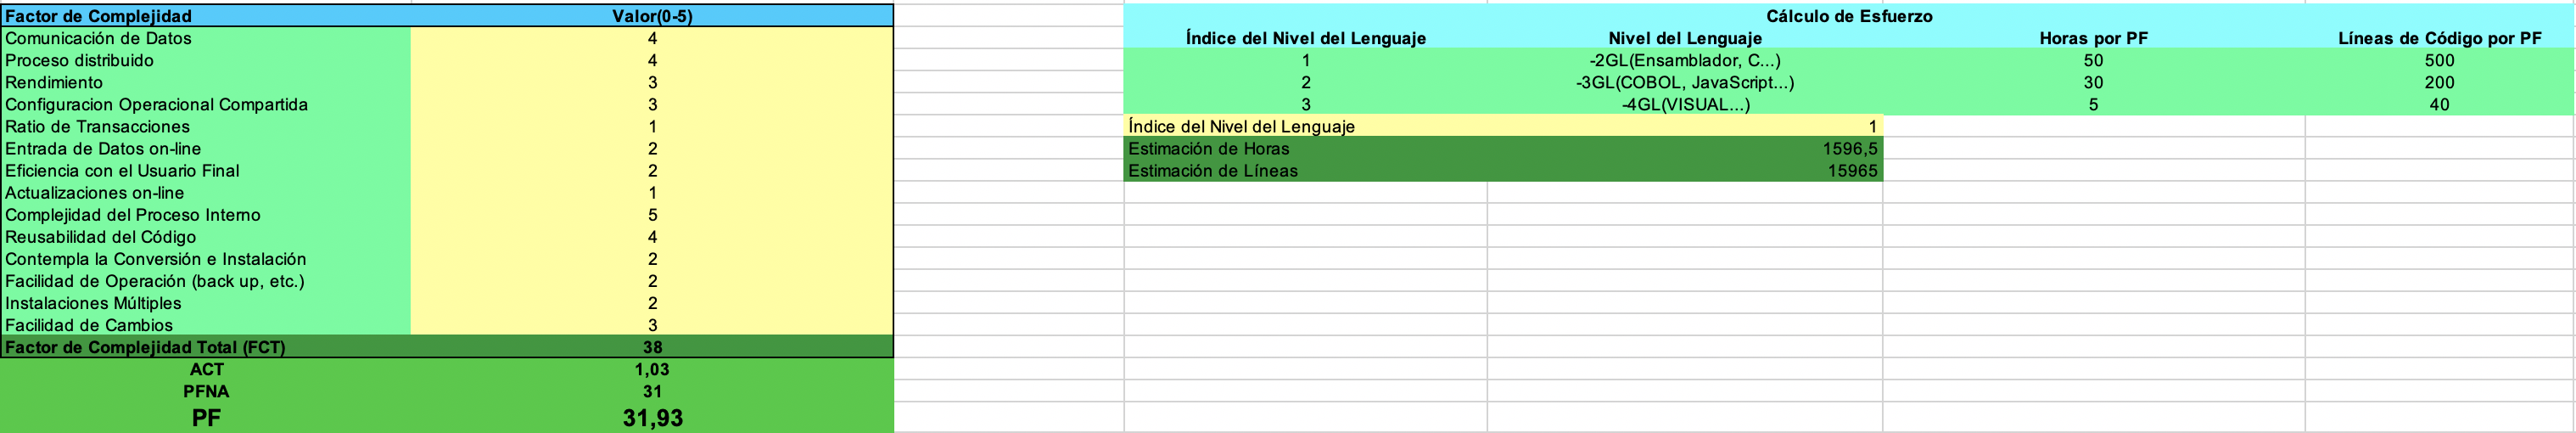 Factor de Complejidad Valor(0-5)
Comunicación de Datos 4
Proceso distribuido 4
Rendimiento 3
Configuracion Operacional Compartida 3
Ratio de Transacciones 1
Entrada de Datos on-line 2
Eficiencia con el Usuario Final 2
Actualizaciones on-line 1
Complejidad del Proceso Interno 5
Reusabilidad del Código 4
Contempla la Conversión e Instalación 2
Facilidad de Operación (back up, etc.) 2
Instalaciones Múltiples 2
Facilidad de Cambios 3
Factor de Complejidad Total (FCT) 38
ACT 1,03
PFNA 31
PF 31,93
Cálculo de Esfuerzo
Índice del Nivel del Lenguaje Nivel del Lenguaje Horas por PF Líneas de Código por PF
1 -2GL(Ensamblador, C...) 50 500
2 -3GL(COBOL, JavaScript...) 30 200
3 -4GL(VISUAL...) 5 40
Índice del Nivel del Lenguaje 1
Estimación de Horas 1596,5
Estimación de Líneas 15965